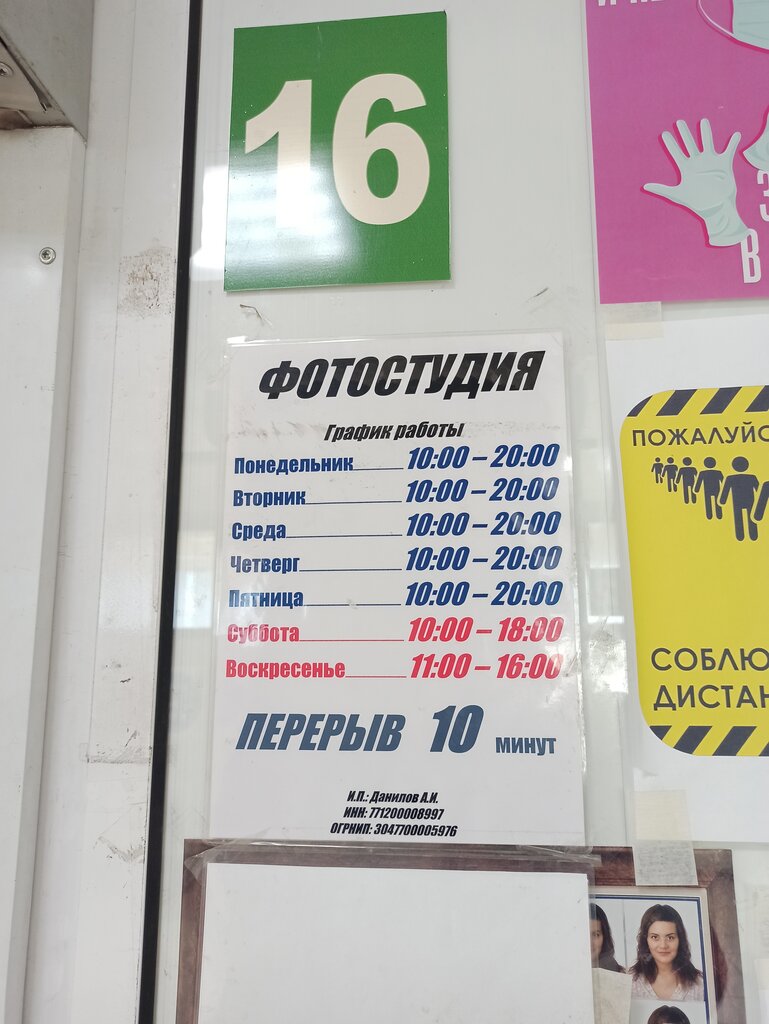 16
ФОТОСТУДИЯ
График работы
Понедельник 10:00 – 20:00
Вторник 10:00 – 20:00
Среда 10:00 – 20:00
Четверг 10:00 – 20:00
Пятница 10:00 – 20:00
Суббота 10:00 – 18:00
Воскресенье 11:00 – 16:00
ПЕРЕРЫВ 10 минут
И.П.: Данилов А.И.
ИНН: 771200008997
ОГРНИП: 3047700005976
ПОЖАЛУЙС
СОБЛЮ
ДИСТАН